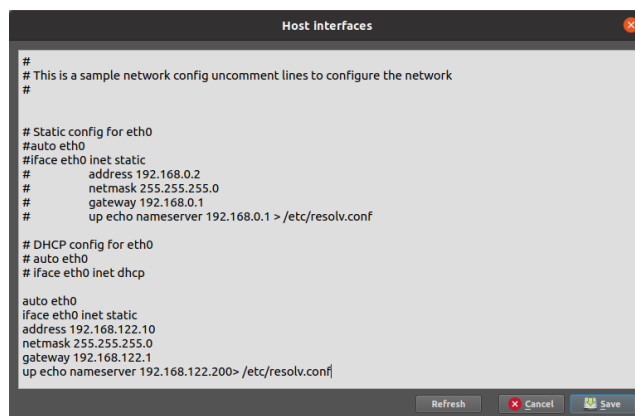 Host interfaces
#
# This is a sample network config uncomment lines to configure the network
#
# Static config for eth0
#auto eth0
#iface eth0 inet static
# address 192.168.0.2
# netmask 255.255.255.0
# gateway 192.168.0.1
# up echo nameserver 192.168.0.1 > /etc/resolv.conf
# DHCP config for eth0
# auto eth0
# iface eth0 inet dhcp
auto eth0
iface eth0 inet static
address 192.168.122.10
netmask 255.255.255.0
gateway 192.168.122.1
up echo nameserver 192.168.122.200> /etc/resolv.conf
Refresh Cancel Save